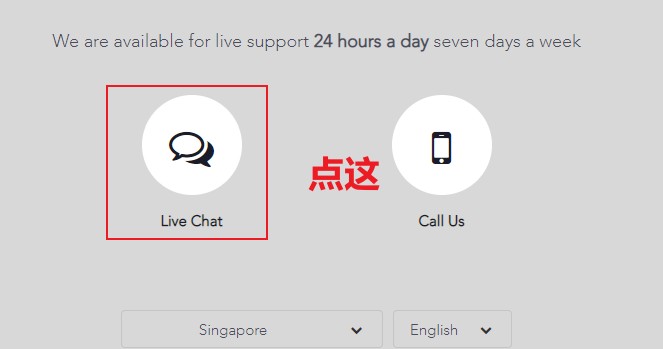 We are available for live support 24 hours a day seven days a week
点这
Live Chat
Call Us
Singapore
English